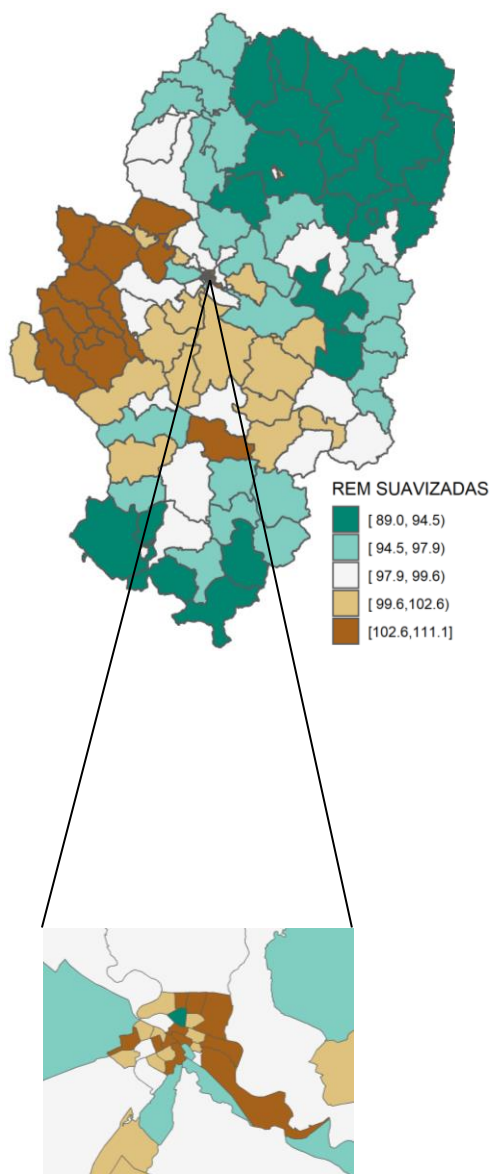 REM SUAVIZADAS
[ 89.0, 94.5)
[ 94.5, 97.9)
[ 97.9, 99.6)
[ 99.6,102.6)
[102.6,111.1]